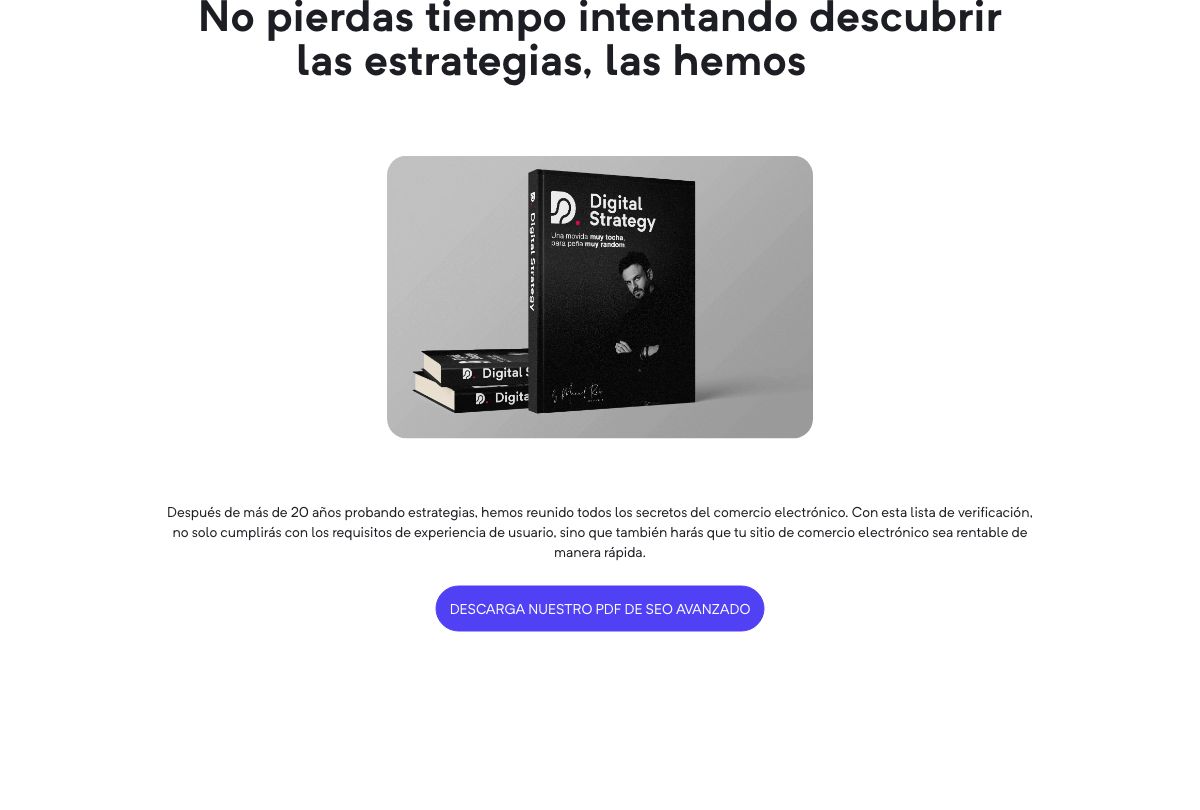 No pierdas tiempo intentando descubrir
las estrategias, las hemos
Digital
Strategy
Una movida muy tocha,
para peña muy random.
Digital Strategy
Digital S
Digita
Después de más de 20 años probando estrategias, hemos reunido todos los secretos del comercio electrónico. Con esta lista de verificación,
no solo cumplirás con los requisitos de experiencia de usuario, sino que también harás que tu sitio de comercio electrónico sea rentable de
manera rápida.
DESCARGA NUESTRO PDF DE SEO AVANZADO